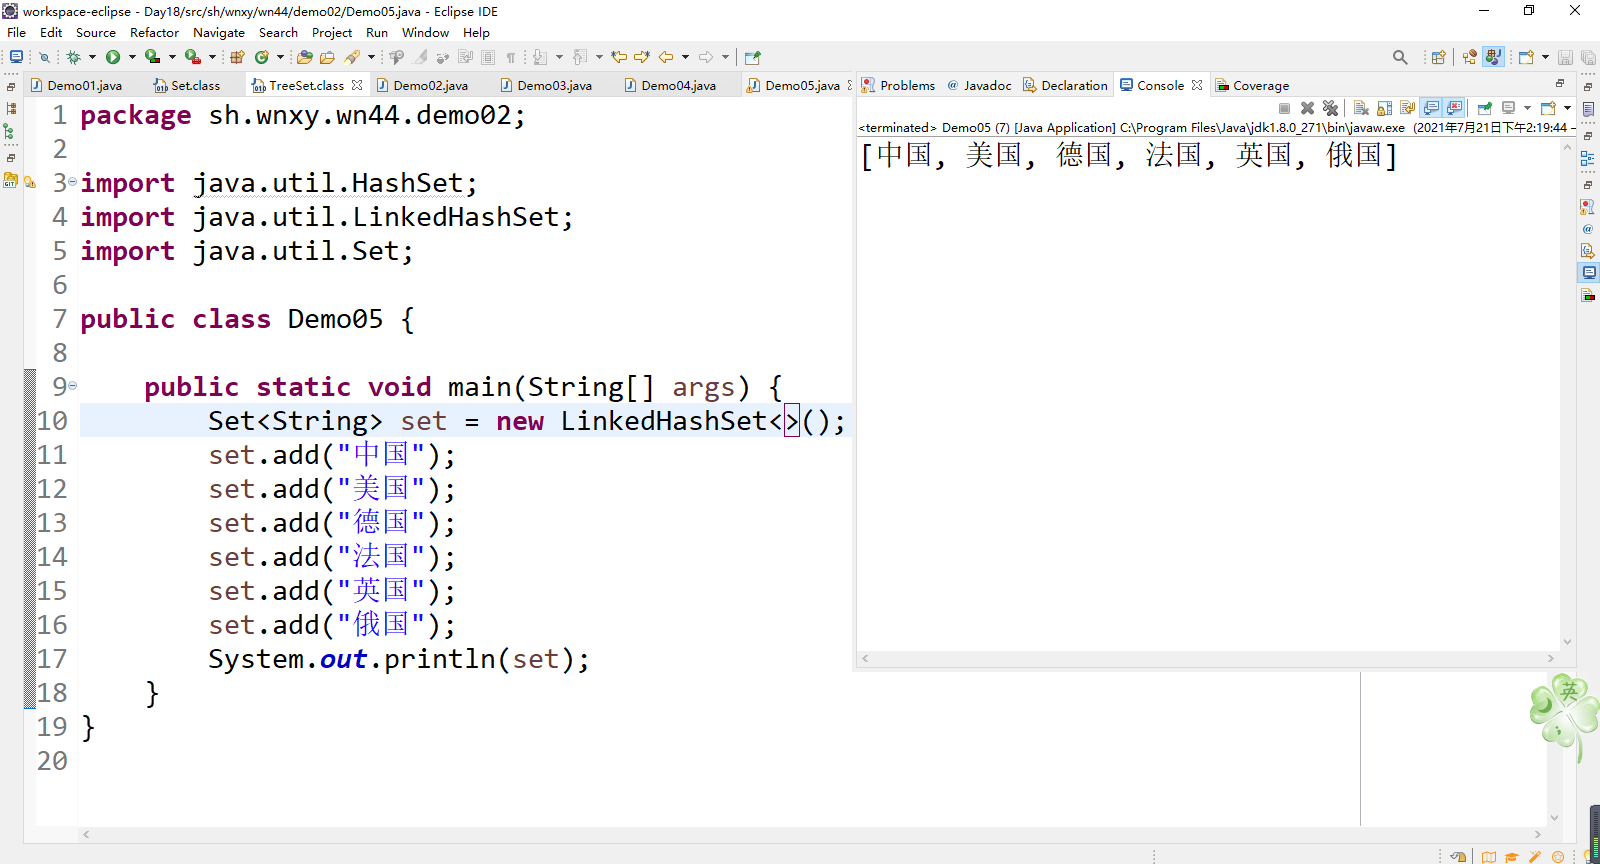 workspace-eclipse - Day18/src/sh/wnxy/wn44/demo02/Demo05.java - Eclipse IDE
File Edit Source Refactor Navigate Search Project Run Window Help
Demo01.java Set.class TreeSet.class Demo02.java Demo03.java Demo04.java Demo05.java
Problems @ Javadoc Declaration Console Coverage
<terminated> Demo05 (7) [Java Application] C:\Program Files\Java\jdk1.8.0_271\bin\javaw.exe (2021年7月21日下午2:19:44 –
[中国, 美国, 德国, 法国, 英国, 俄国]
1 package sh.wnxy.wn44.demo02;
2
3 import java.util.HashSet;
4 import java.util.LinkedHashSet;
5 import java.util.Set;
6
7 public class Demo05 {
8
9 public static void main(String[] args) {
10 Set<String> set = new LinkedHashSet<>();
11 set.add("中国");
12 set.add("美国");
13 set.add("德国");
14 set.add("法国");
15 set.add("英国");
16 set.add("俄国");
17 System.out.println(set);
18 }
19 }
20
英